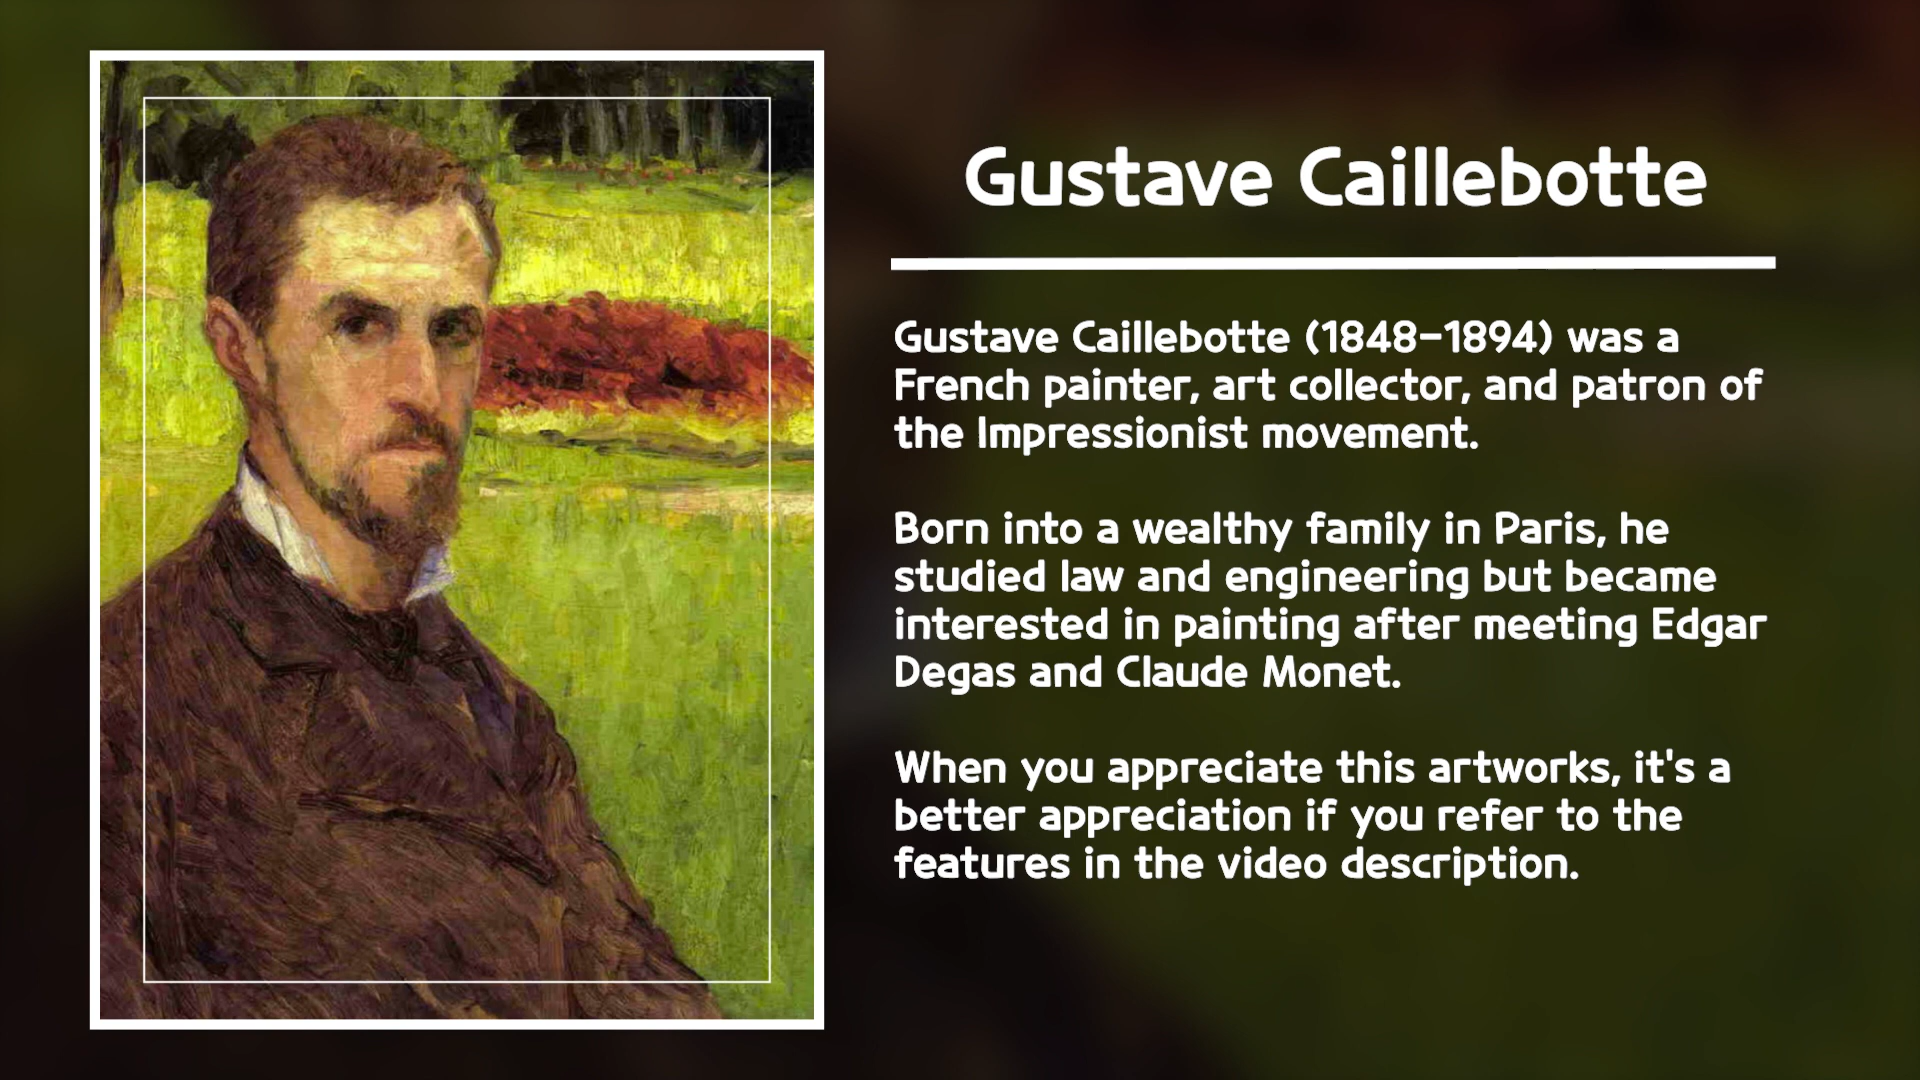 Gustave Caillebotte
Gustave Caillebotte (1848-1894) was a
French painter, art collector, and patron of
the Impressionist movement.
Born into a wealthy family in Paris, he
studied law and engineering but became
interested in painting after meeting Edgar
Degas and Claude Monet.
When you appreciate this artworks, it's a
better appreciation if you refer to the
features in the video description.